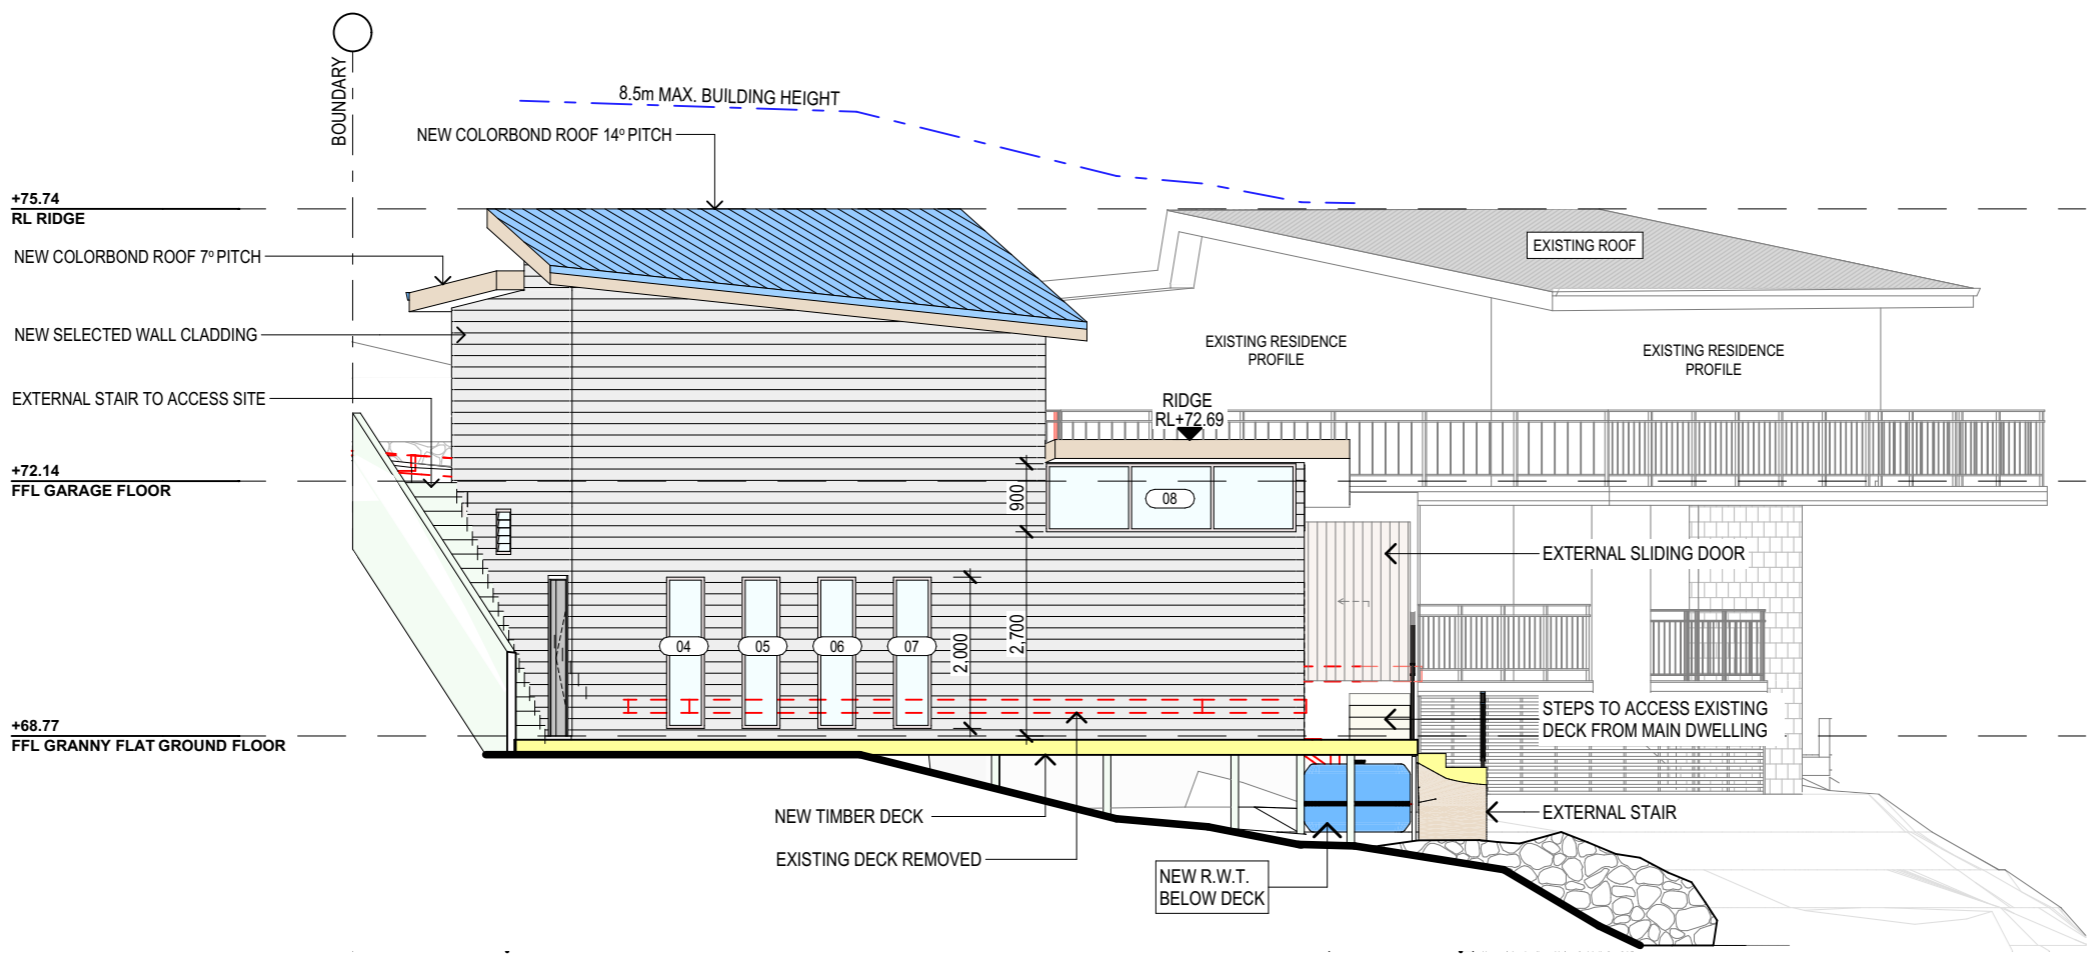 BOUNDARY
8.5m MAX. BUILDING HEIGHT
NEW COLORBOND ROOF 14º PITCH
+75.74
RL RIDGE
NEW COLORBOND ROOF 7º PITCH
EXISTING ROOF
NEW SELECTED WALL CLADDING
EXISTING RESIDENCE
PROFILE
EXISTING RESIDENCE
PROFILE
EXTERNAL STAIR TO ACCESS SITE
RIDGE
RL+72.69
+72.14
FFL GARAGE FLOOR
900
08
EXTERNAL SLIDING DOOR
04
05
06
07
2,000
2,700
STEPS TO ACCESS EXISTING
DECK FROM MAIN DWELLING
+68.77
FFL GRANNY FLAT GROUND FLOOR
NEW TIMBER DECK
EXTERNAL STAIR
EXISTING DECK REMOVED
NEW R.W.T.
BELOW DECK